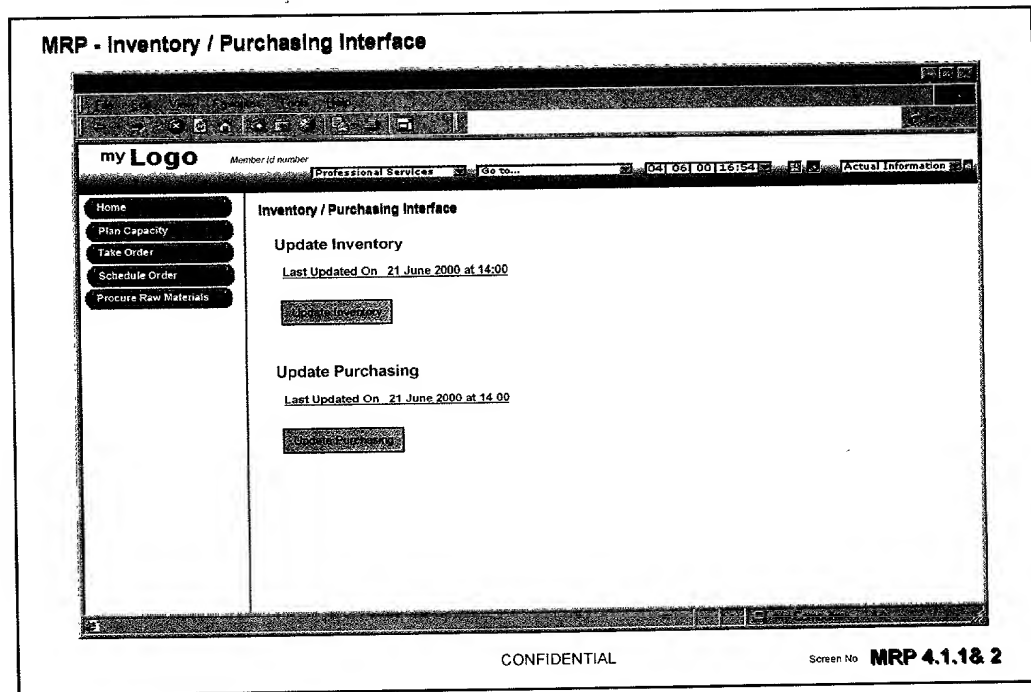 MRP - Inventory / Purchasing Interface
my Logo
Member Id number
Professional Services Go to... 04| 06| 00| 16:54 Actual Information
Home
Plan Capacity
Take Order
Schedule Order
Procure Raw Materials
Inventory / Purchasing Interface
Update Inventory
Last Updated On 21 June 2000 at 14:00
Update Inventory
Update Purchasing
Last Updated On 21 June 2000 at 14 00
Update Purchasing
CONFIDENTIAL
Screen No MRP 4.1.1& 2